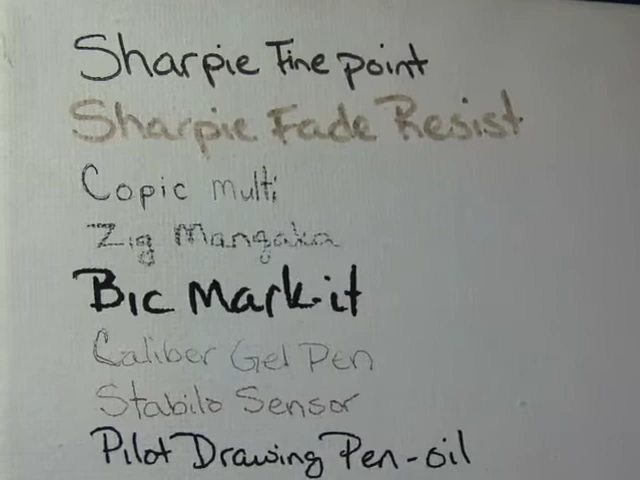 Sharpie Fine point
Sharpie Fade Resist
Copic multi
Zig Mangaka
Bic Mark-it
Caliber Gel Pen
Stabilo Sensor
Pilot Drawing Pen-oil